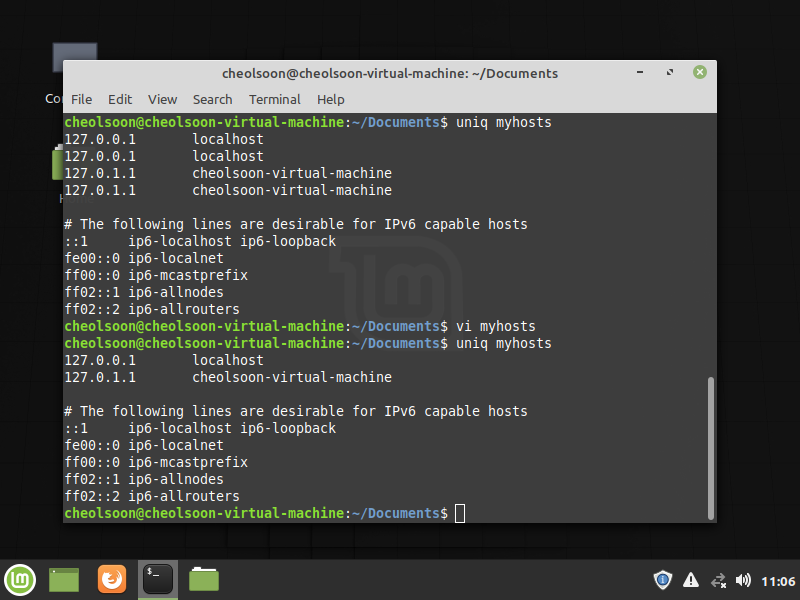 cheolsoon@cheolsoon-virtual-machine: ~/Documents
Co
File Edit View Search Terminal Help
cheolsoon@cheolsoon-virtual-machine:~/Documents$ uniq myhosts
127.0.0.1       localhost
127.0.0.1       localhost
127.0.1.1       cheolsoon-virtual-machine
127.0.1.1       cheolsoon-virtual-machine
H
# The following lines are desirable for IPv6 capable hosts
::1     ip6-localhost ip6-loopback
fe00::0 ip6-localnet
ff00::0 ip6-mcastprefix
ff02::1 ip6-allnodes
ff02::2 ip6-allrouters
cheolsoon@cheolsoon-virtual-machine:~/Documents$ vi myhosts
cheolsoon@cheolsoon-virtual-machine:~/Documents$ uniq myhosts
127.0.0.1       localhost
127.0.1.1       cheolsoon-virtual-machine
# The following lines are desirable for IPv6 capable hosts
::1     ip6-localhost ip6-loopback
fe00::0 ip6-localnet
ff00::0 ip6-mcastprefix
ff02::1 ip6-allnodes
ff02::2 ip6-allrouters
cheolsoon@cheolsoon-virtual-machine:~/Documents$
$_
11:06